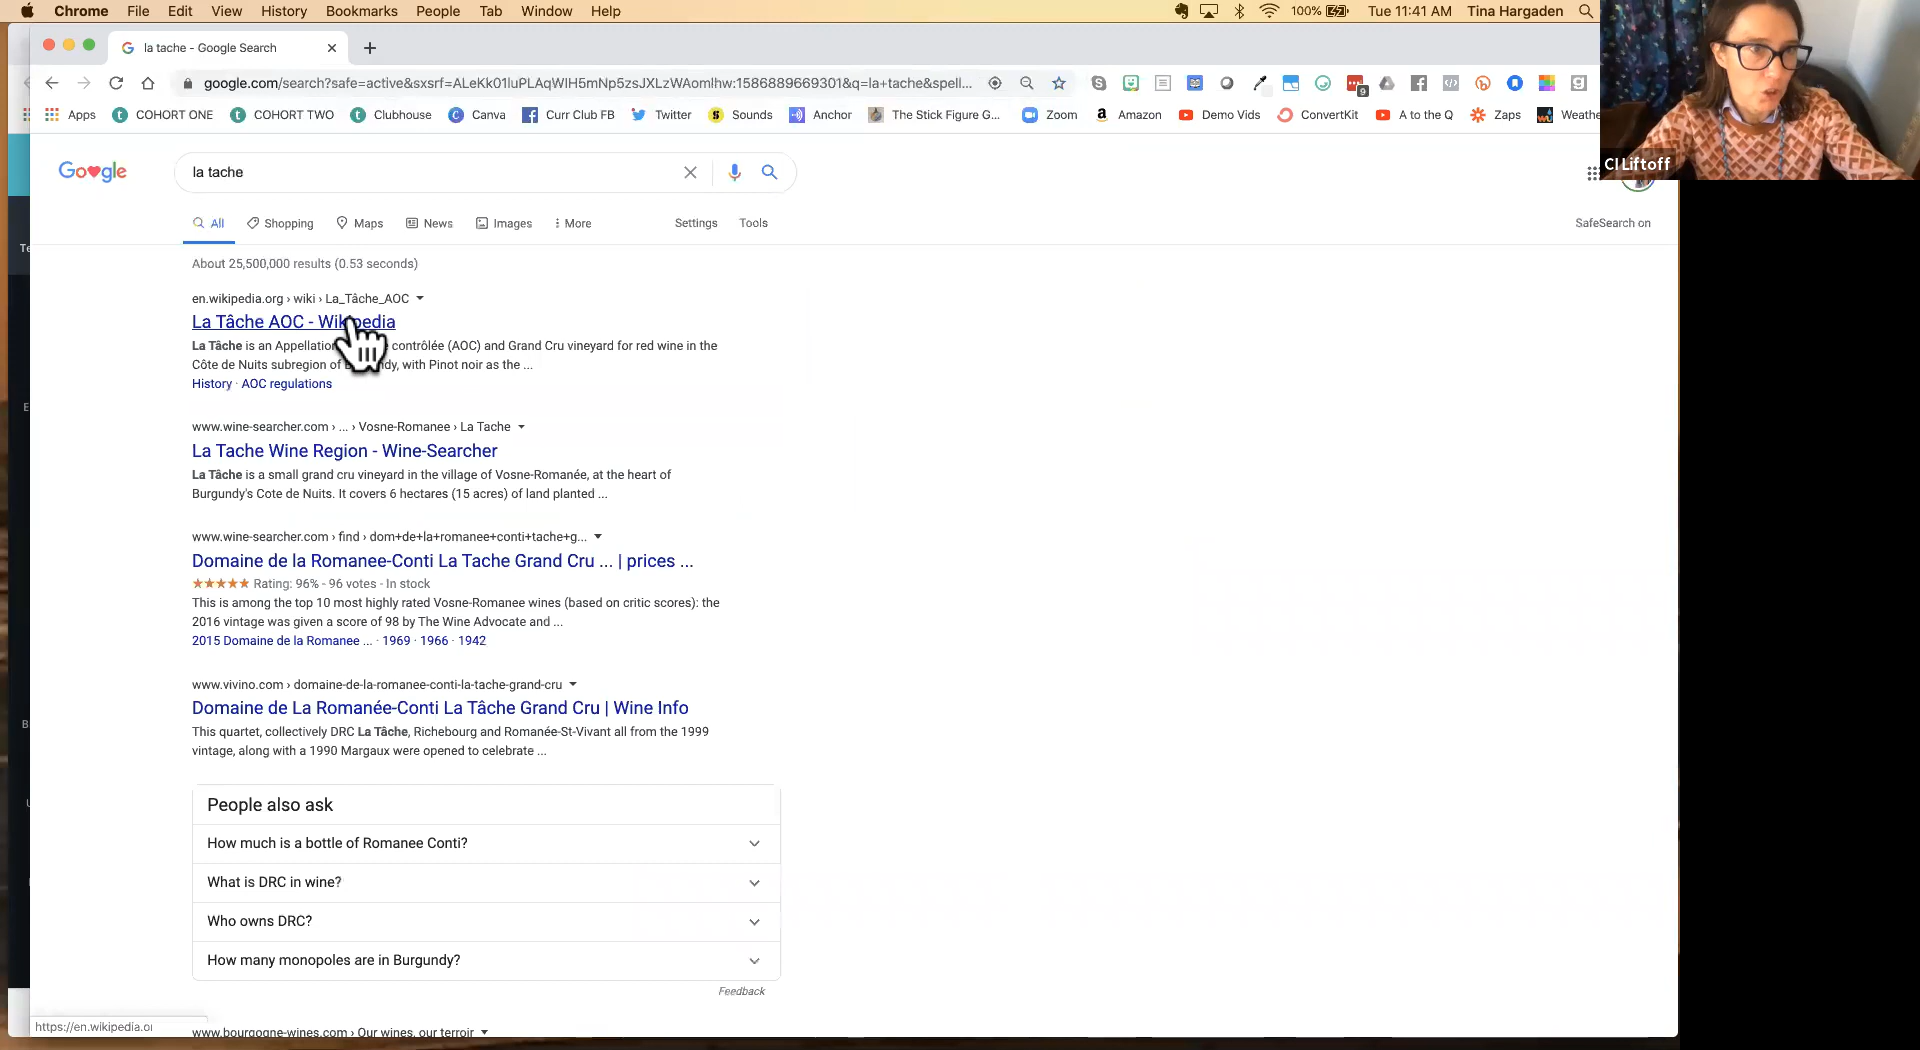 Chrome File Edit View History Bookmarks People Tab Window Help 100% Tue 11:41 AM Tina Hargaden
la tache - Google Search
google.com/search?safe=active&sxsrf=ALeKk01luPLAqWIH5mNp5zsJXLzWAomlhw:1586889669301&q=la+tache&spell...
Apps COHORT ONE COHORT TWO Clubhouse Canva Curr Club FB Twitter Sounds Anchor The Stick Figure G... Zoom Amazon Demo Vids ConvertKit A to the Q Zaps Weathe
CI Liftoff
la tache
All Shopping Maps News Images More Settings Tools SafeSearch on
About 25,500,000 results (0.53 seconds)
en.wikipedia.org › wiki › La_Tâche_AOC
La Tâche AOC - Wikipedia
La Tâche is an Appellation contrôlée (AOC) and Grand Cru vineyard for red wine in the
Côte de Nuits subregion of Burgundy, with Pinot noir as the ...
History · AOC regulations
www.wine-searcher.com › ... › Vosne-Romanee › La Tache
La Tache Wine Region - Wine-Searcher
La Tâche is a small grand cru vineyard in the village of Vosne-Romanée, at the heart of
Burgundy's Cote de Nuits. It covers 6 hectares (15 acres) of land planted ...
www.wine-searcher.com › find › dom+de+la+romanee+conti+tache+g...
Domaine de la Romanee-Conti La Tache Grand Cru ... | prices ...
Rating: 96% - 96 votes - In stock
This is among the top 10 most highly rated Vosne-Romanee wines (based on critic scores): the
2016 vintage was given a score of 98 by The Wine Advocate and ...
2015 Domaine de la Romanee ... · 1969 · 1966 · 1942
www.vivino.com › domaine-de-la-romanee-conti-la-tache-grand-cru
Domaine de La Romanée-Conti La Tâche Grand Cru | Wine Info
This quartet, collectively DRC La Tâche, Richebourg and Romanée-St-Vivant all from the 1999
vintage, along with a 1990 Margaux were opened to celebrate ...
People also ask
How much is a bottle of Romanee Conti?
What is DRC in wine?
Who owns DRC?
How many monopoles are in Burgundy?
Feedback
https://en.wikipedia.or
www.bourgogne-wines.com › Our wines, our terroir